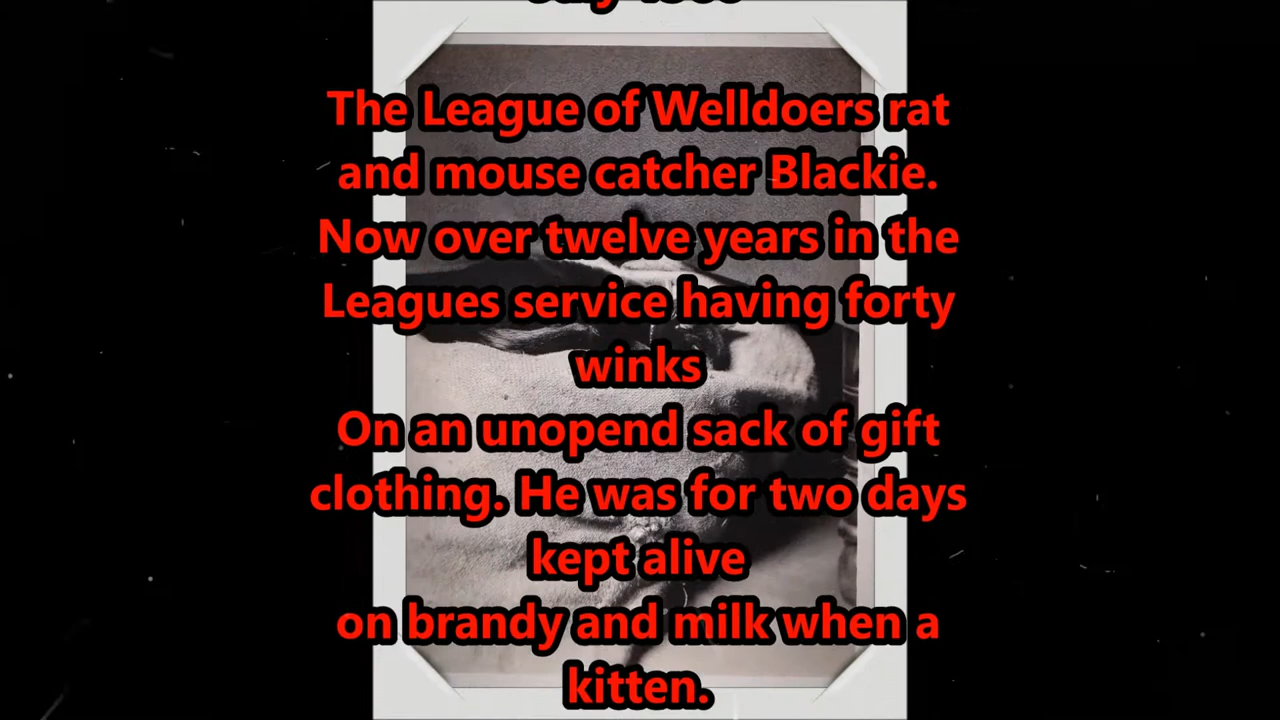 The League of Welldoers rat
and mouse catcher Blackie.
Now over twelve years in the
Leagues service having forty
winks
On an unopend sack of gift
clothing. He was for two days
kept alive
on brandy and milk when a
kitten.